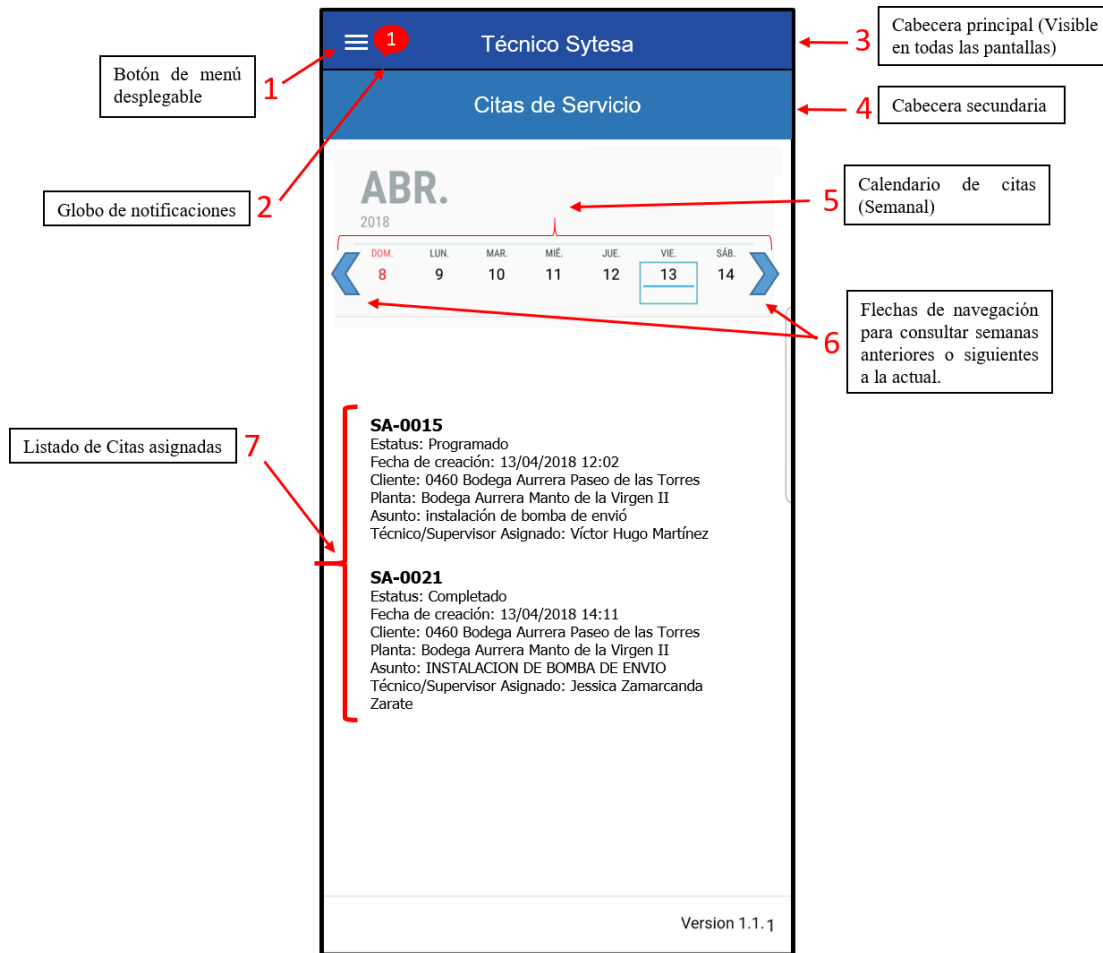 1
Técnico Sytesa
Citas de Servicio
Botón de menú
desplegable
1
Globo de notificaciones
2
3
Cabecera principal (Visible
en todas las pantallas)
4
Cabecera secundaria
ABR.
2018
5
Calendario de citas
(Semanal)
DOM. LUN. MAR. MIÉ. JUE. VIE. SÁB.
8 9 10 11 12 13 14
6
Flechas de navegación
para consultar semanas
anteriores o siguientes
a la actual.
Listado de Citas asignadas
7
SA-0015
Estatus: Programado
Fecha de creación: 13/04/2018 12:02
Cliente: 0460 Bodega Aurrera Paseo de las Torres
Planta: Bodega Aurrera Manto de la Virgen II
Asunto: instalación de bomba de envió
Técnico/Supervisor Asignado: Víctor Hugo Martínez
SA-0021
Estatus: Completado
Fecha de creación: 13/04/2018 14:11
Cliente: 0460 Bodega Aurrera Paseo de las Torres
Planta: Bodega Aurrera Manto de la Virgen II
Asunto: INSTALACION DE BOMBA DE ENVIO
Técnico/Supervisor Asignado: Jessica Zamarcanda
Zarate
Version 1.1.1